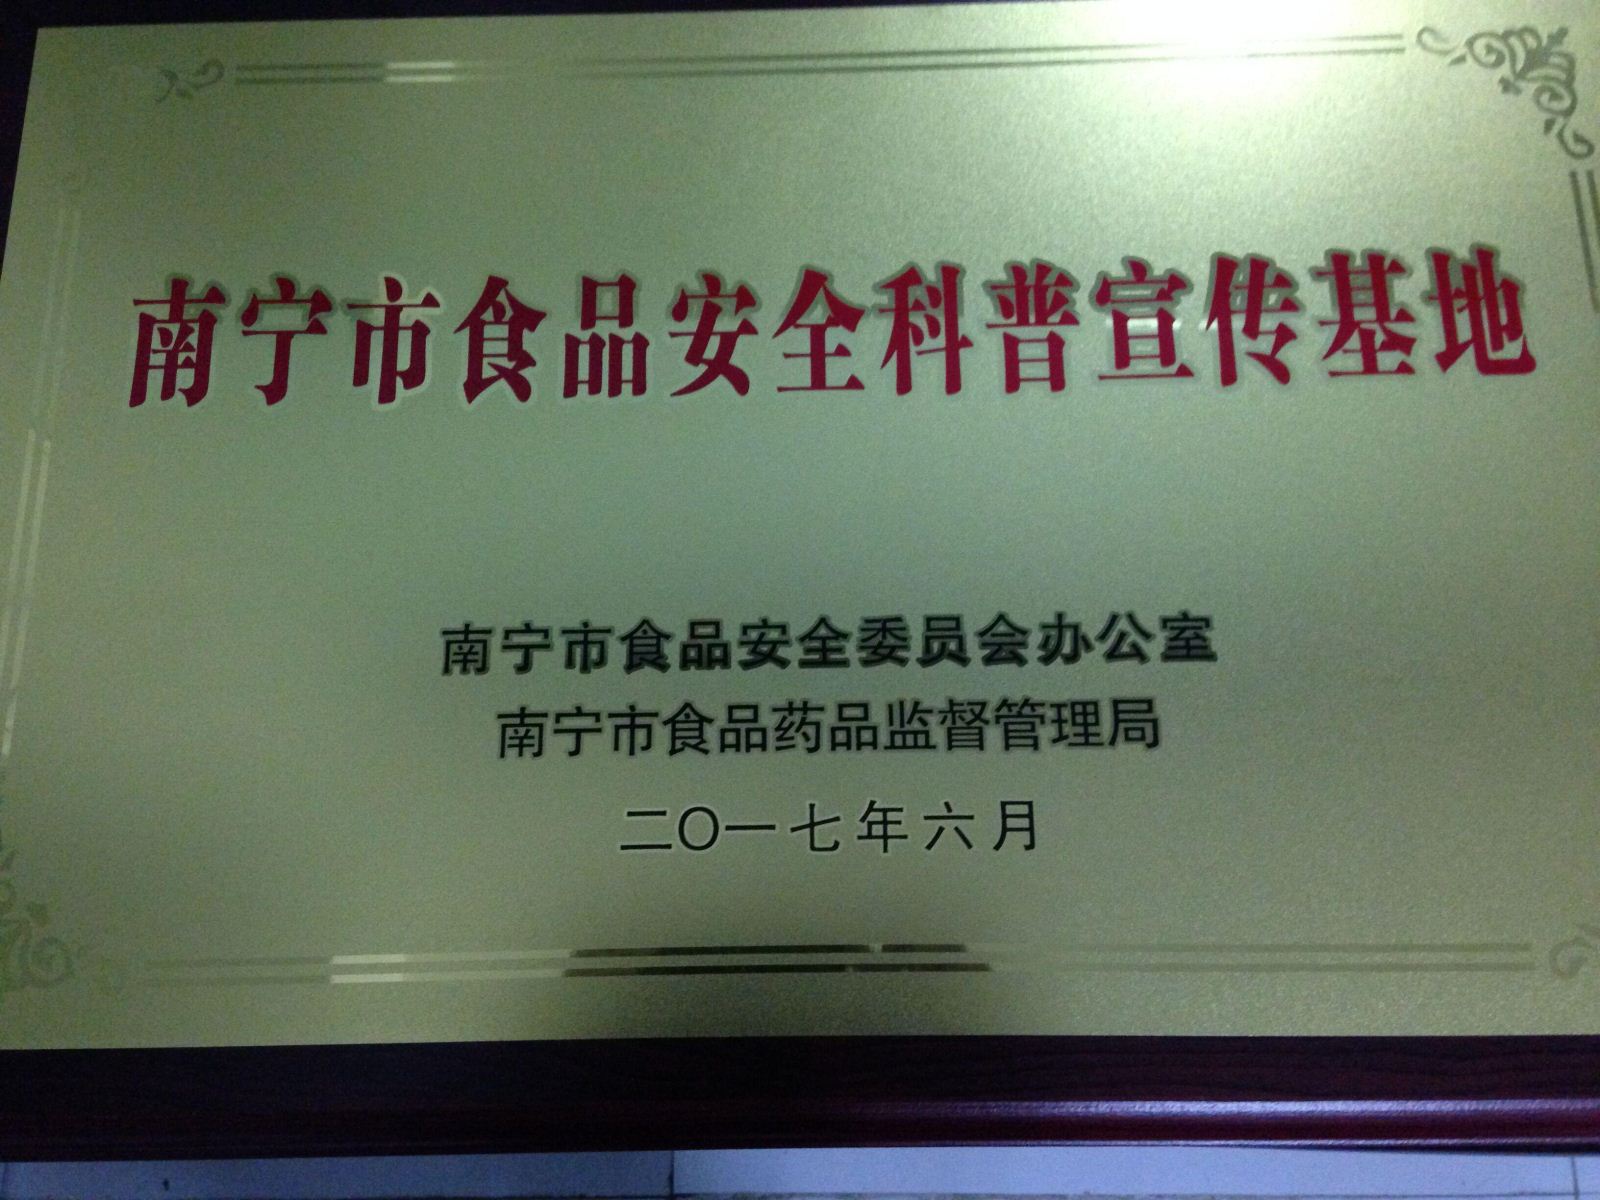 南宁市食品安全科普宣传基地
南宁市食品安全委员会办公室
南宁市食品药品监督管理局
二〇一七年六月